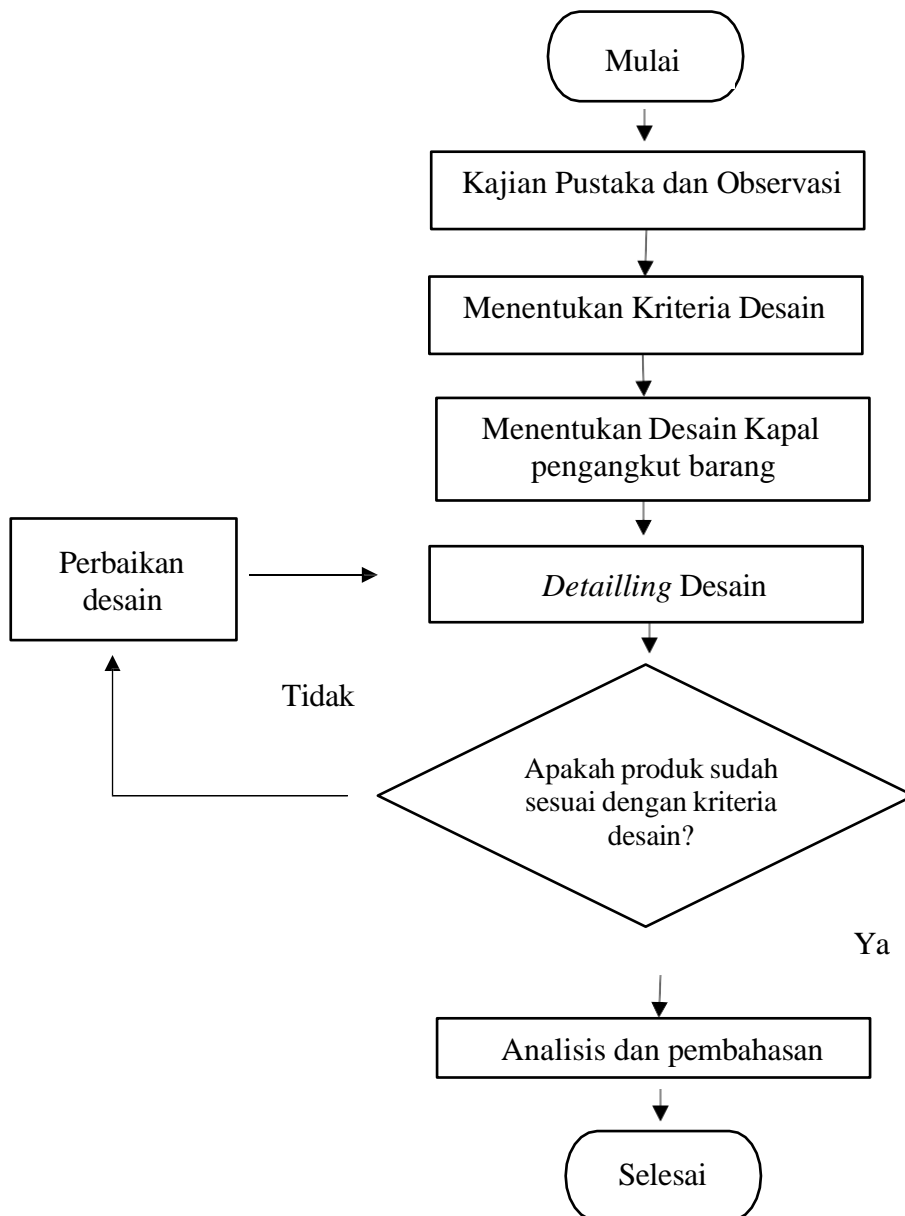 Mulai
Kajian Pustaka dan Observasi
Menentukan Kriteria Desain
Menentukan Desain Kapal
pengangkut barang
Perbaikan
desain
Detailling Desain
Tidak
Apakah produk sudah
sesuai dengan kriteria
desain?
Ya
Analisis dan pembahasan
Selesai